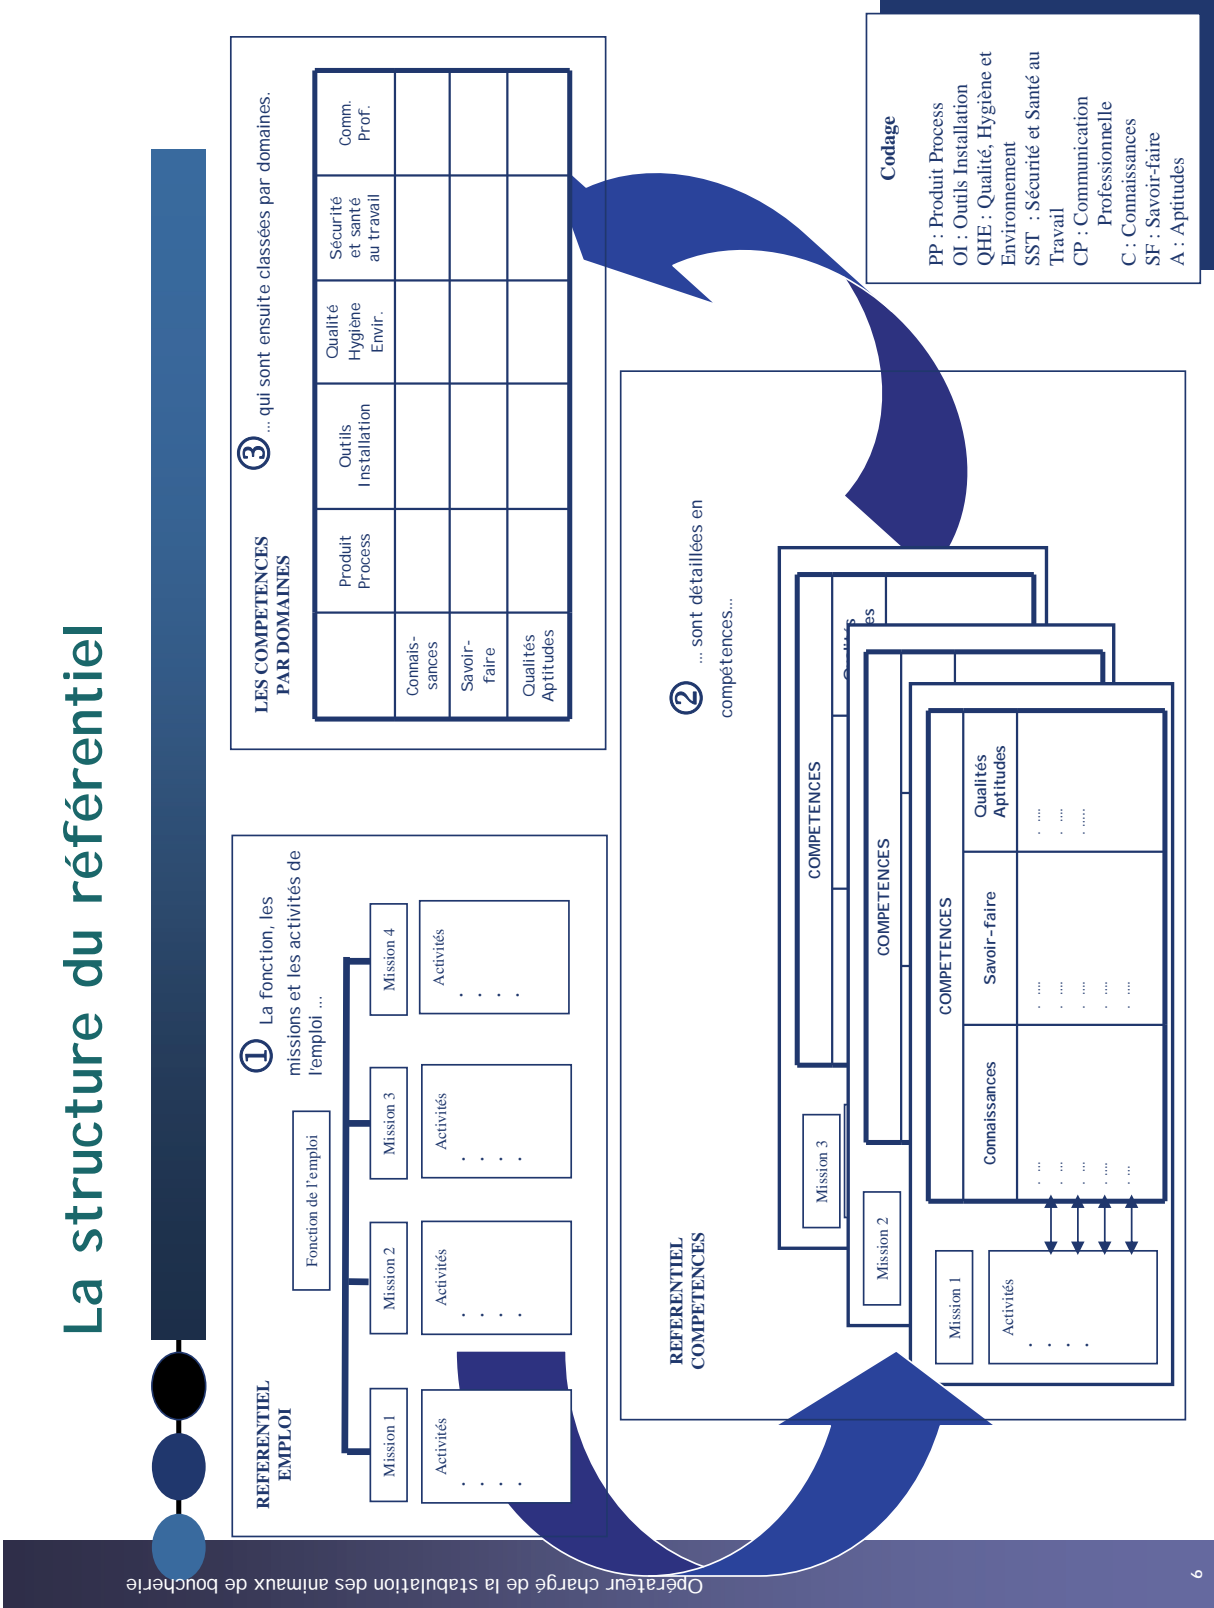 La structure du référentiel
REFERENTIEL
EMPLOI
① La fonction, les
missions et les activités de
l'emploi ...
Fonction de l'emploi
Mission 1
Mission 2
Mission 3
Mission 4
Activités
. . . .
Activités
. . . .
Activités
. . . .
Activités
. . . .
LES COMPETENCES
PAR DOMAINES
③ ... qui sont ensuite classées par domaines.
Produit
Process
Outils
Installation
Qualité
Hygiène
Envir.
Sécurité
et santé
au travail
Comm.
Prof.
Connais-
sances
Savoir-
faire
Qualités
Aptitudes
REFERENTIEL
COMPETENCES
② ... sont détaillées en
compétences...
Mission 3
COMPETENCES
Mission 2
COMPETENCES
Mission 1
Activités
. . . .
COMPETENCES
Connaissances
Savoir-faire
Qualités
Aptitudes
. .... . .... . ....
. .... . .... . ....
. .... . .... . ......
. .... . ....
. .... . ....
Codage
PP : Produit Process
OI : Outils Installation
QHE : Qualité, Hygiène et
Environnement
SST : Sécurité et Santé au
Travail
CP : Communication
Professionnelle
C : Connaissances
SF : Savoir-faire
A : Aptitudes
Opérateur chargé de la stabulation des animaux de boucherie
9